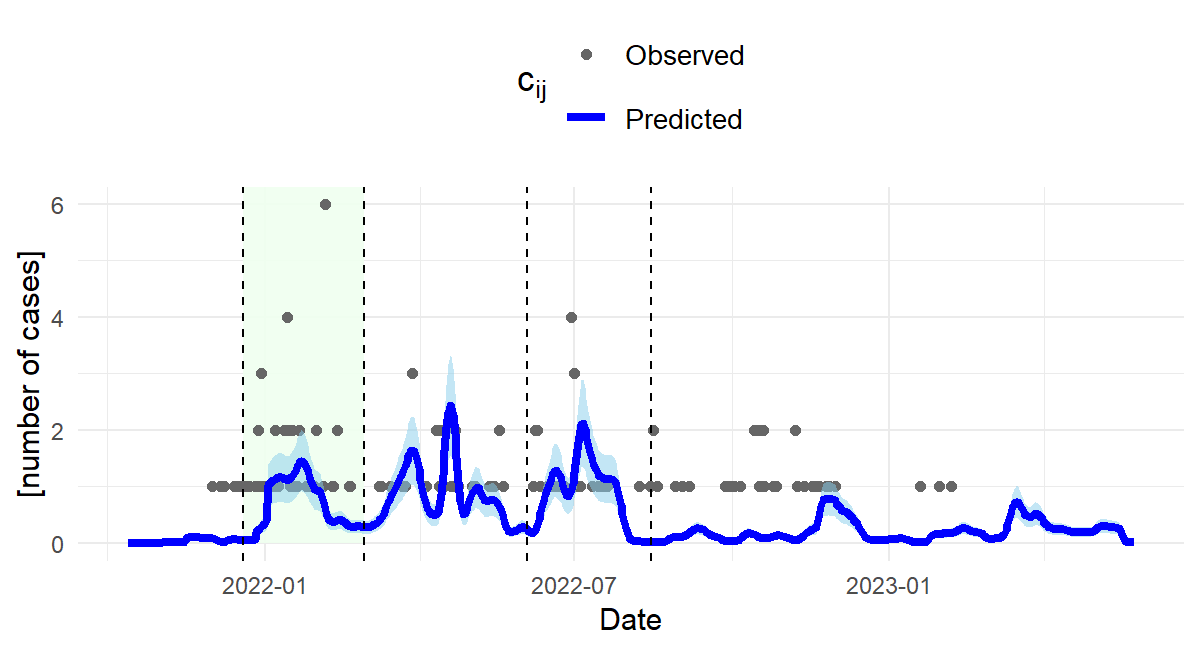 Observed
c_ij
Predicted
[number of cases]
6
4
2
0
2022-01
2022-07
2023-01
Date